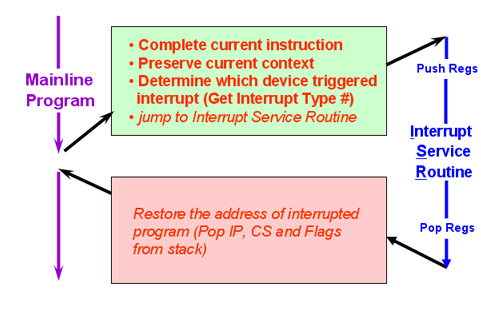 • Complete current instruction
• Preserve current context
• Determine which device triggered
interrupt (Get Interrupt Type #)
• jump to Interrupt Service Routine
Mainline
Program
Push Regs
Interrupt
Service
Routine
Pop Regs
Restore the address of interrupted
program (Pop IP, CS and Flags
from stack)